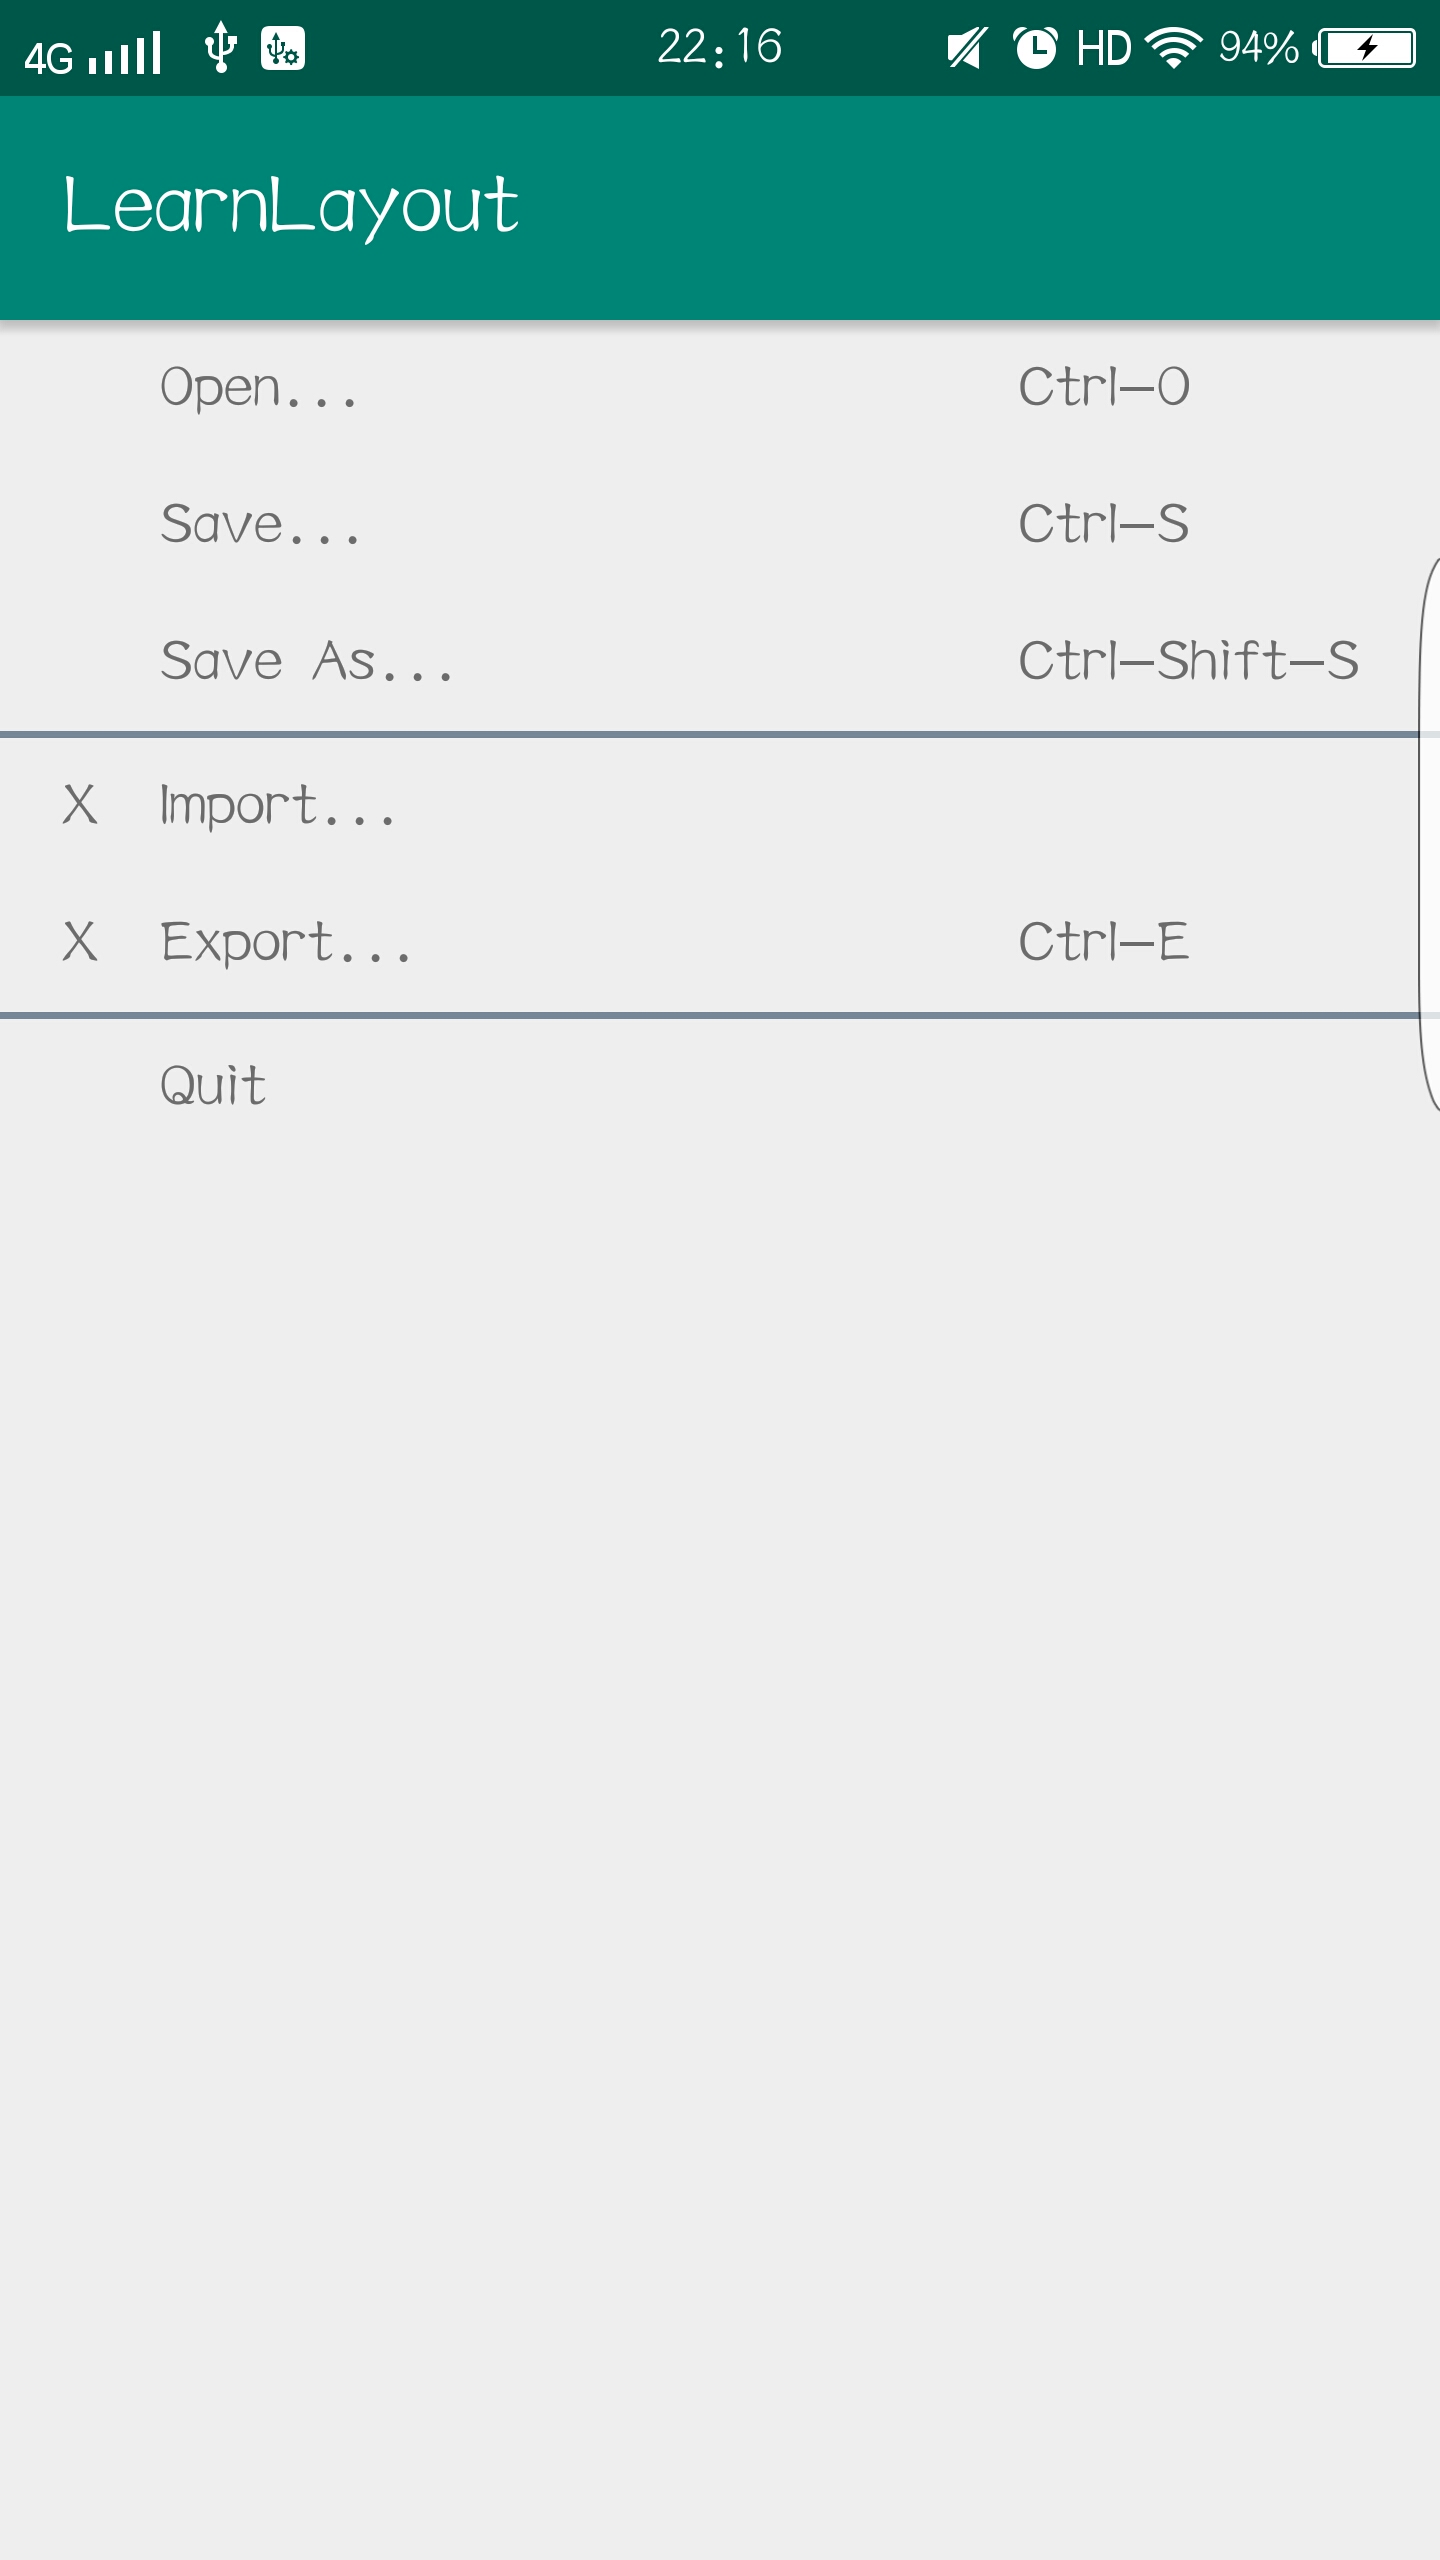 4G 22:16 HD 94%
LearnLayout
Open... Ctrl-O
Save... Ctrl-S
Save As... Ctrl-Shift-S
X Import...
X Export... Ctrl-E
Quit